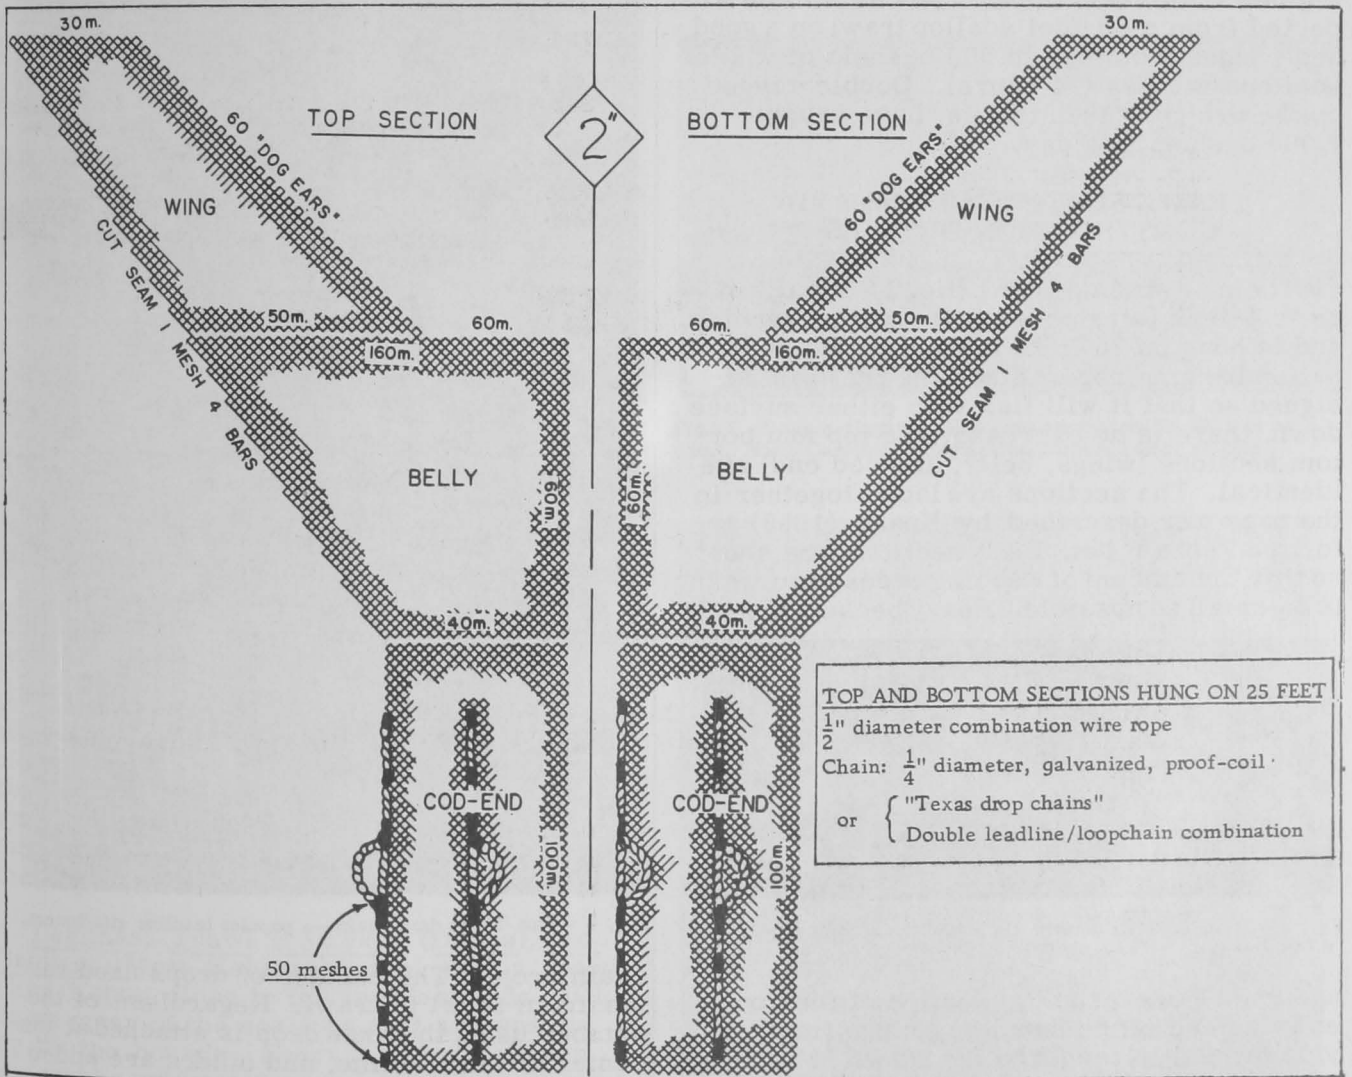 30 m.
30 m.
TOP SECTION
2"
BOTTOM SECTION
60 "DOG EARS"
60 "DOG EARS"
WING
WING
CUT SEAM 1 MESH 4 BARS
CUT SEAM 1 MESH 4 BARS
50m.
60m.
60m.
50m.
160m.
160m.
BELLY
60m.
60m.
BELLY
40m.
40m.
COD-END
100m.
COD-END
100m.
50 meshes
TOP AND BOTTOM SECTIONS HUNG ON 25 FEET
1/2" diameter combination wire rope
Chain: 1/4" diameter, galvanized, proof-coil
or { "Texas drop chains"
Double leadline/loopchain combination